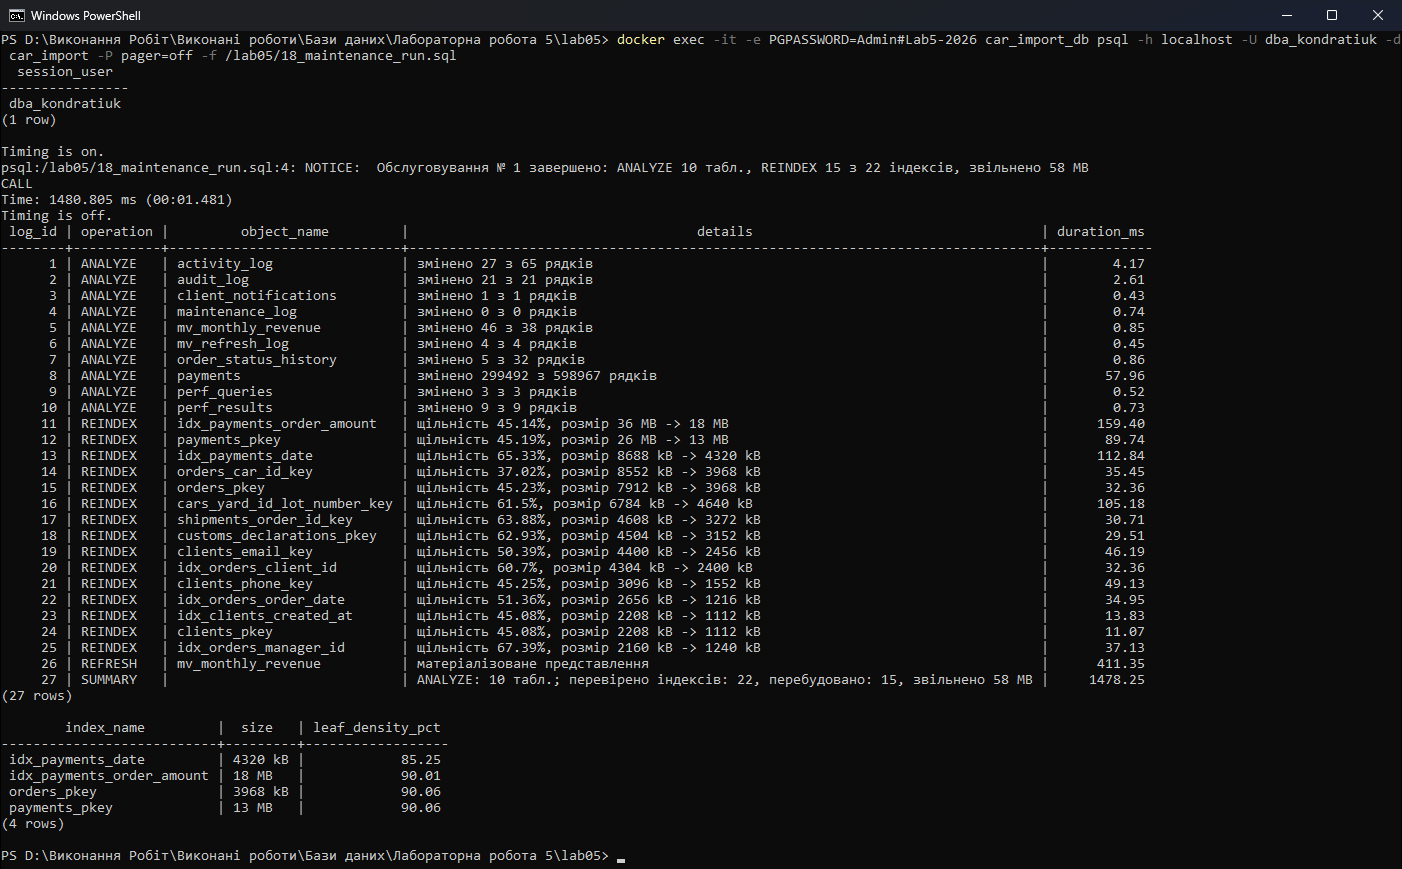 Windows PowerShell
PS D:\Виконання Робіт\Виконані роботи\Бази даних\Лабораторна робота 5\lab05> docker exec -it -e PGPASSWORD=Admin#Lab5-2026 car_import_db psql -h localhost -U dba_kondratiuk -d
 car_import -P pager=off -f /lab05/18_maintenance_run.sql
  session_user
----------------
 dba_kondratiuk
(1 row)

Timing is on.
psql:/lab05/18_maintenance_run.sql:4: NOTICE:  Обслуговування № 1 завершено: ANALYZE 10 табл., REINDEX 15 з 22 індексів, звільнено 58 MB
CALL
Time: 1480.805 ms (00:01.481)
Timing is off.
 log_id | operation |         object_name         |                                    details                                    | duration_ms
--------+-----------+-----------------------------+-------------------------------------------------------------------------------+-------------
      1 | ANALYZE   | activity_log                | змінено 27 з 65 рядків                                                        |        4.17
      2 | ANALYZE   | audit_log                   | змінено 21 з 21 рядків                                                        |        2.61
      3 | ANALYZE   | client_notifications        | змінено 1 з 1 рядків                                                          |        0.43
      4 | ANALYZE   | maintenance_log             | змінено 0 з 0 рядків                                                          |        0.74
      5 | ANALYZE   | mv_monthly_revenue          | змінено 46 з 38 рядків                                                        |        0.85
      6 | ANALYZE   | mv_refresh_log              | змінено 4 з 4 рядків                                                          |        0.45
      7 | ANALYZE   | order_status_history        | змінено 5 з 32 рядків                                                         |        0.86
      8 | ANALYZE   | payments                    | змінено 299492 з 598967 рядків                                                |       57.96
      9 | ANALYZE   | perf_queries                | змінено 3 з 3 рядків                                                          |        0.52
     10 | ANALYZE   | perf_results                | змінено 9 з 9 рядків                                                          |        0.73
     11 | REINDEX   | idx_payments_order_amount   | щільність 45.14%, розмір 36 MB -> 18 MB                                       |      159.40
     12 | REINDEX   | payments_pkey               | щільність 45.19%, розмір 26 MB -> 13 MB                                       |       89.74
     13 | REINDEX   | idx_payments_date           | щільність 65.33%, розмір 8688 kB -> 4320 kB                                   |      112.84
     14 | REINDEX   | orders_car_id_key           | щільність 37.02%, розмір 8552 kB -> 3968 kB                                   |       35.45
     15 | REINDEX   | orders_pkey                 | щільність 45.23%, розмір 7912 kB -> 3968 kB                                   |       32.36
     16 | REINDEX   | cars_yard_id_lot_number_key | щільність 61.5%, розмір 6784 kB -> 4640 kB                                    |      105.18
     17 | REINDEX   | shipments_order_id_key      | щільність 63.88%, розмір 4608 kB -> 3272 kB                                   |       30.71
     18 | REINDEX   | customs_declarations_pkey   | щільність 62.93%, розмір 4504 kB -> 3152 kB                                   |       29.51
     19 | REINDEX   | clients_email_key           | щільність 50.39%, розмір 4400 kB -> 2456 kB                                   |       46.19
     20 | REINDEX   | idx_orders_client_id        | щільність 60.7%, розмір 4304 kB -> 2400 kB                                    |       32.36
     21 | REINDEX   | clients_phone_key           | щільність 45.25%, розмір 3096 kB -> 1552 kB                                   |       49.13
     22 | REINDEX   | idx_orders_order_date       | щільність 51.36%, розмір 2656 kB -> 1216 kB                                   |       34.95
     23 | REINDEX   | idx_clients_created_at      | щільність 45.08%, розмір 2208 kB -> 1112 kB                                   |       13.83
     24 | REINDEX   | clients_pkey                | щільність 45.08%, розмір 2208 kB -> 1112 kB                                   |       11.07
     25 | REINDEX   | idx_orders_manager_id       | щільність 67.39%, розмір 2160 kB -> 1240 kB                                   |       37.13
     26 | REFRESH   | mv_monthly_revenue          | матеріалізоване представлення                                                 |      411.35
     27 | SUMMARY   |                             | ANALYZE: 10 табл.; перевірено індексів: 22, перебудовано: 15, звільнено 58 MB |     1478.25
(27 rows)

       index_name          |  size   | leaf_density_pct
---------------------------+---------+------------------
 idx_payments_date         | 4320 kB |            85.25
 idx_payments_order_amount | 18 MB   |            90.01
 orders_pkey               | 3968 kB |            90.06
 payments_pkey             | 13 MB   |            90.06
(4 rows)

PS D:\Виконання Робіт\Виконані роботи\Бази даних\Лабораторна робота 5\lab05>